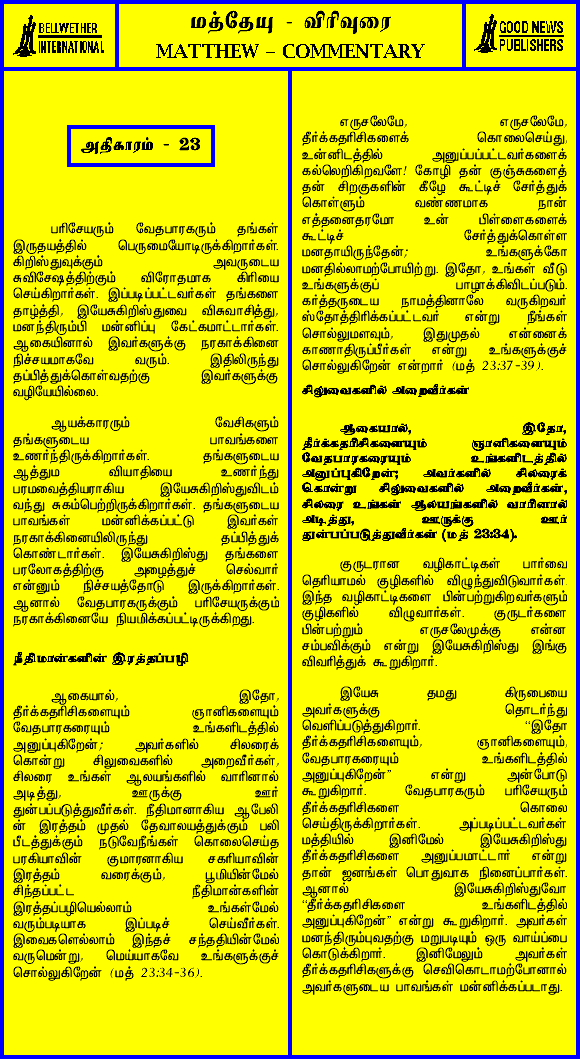 BELLWETHER
INTERNATIONAL
மத்தேயு - விரிவுரை
MATTHEW – COMMENTARY
GOOD NEWS
PUBLISHERS
அதிகாரம் - 23
பரிசேயரும் வேதபாரகரும் தங்கள்
இருதயத்தில் பெருமையோடிருக்கிறார்கள்.
கிறிஸ்துவுக்கும் அவருடைய
சுவிசேஷத்திற்கும் விரோதமாக கிரியை
செய்கிறார்கள். இப்படிப்பட்டவர்கள் தங்களை
தாழ்த்தி, இயேசுகிறிஸ்துவை விசுவாசித்து,
மனந்திரும்பி மன்னிப்பு கேட்கமாட்டார்கள்.
ஆகையினால் இவர்களுக்கு நரகாக்கினை
நிச்சயமாகவே வரும். இதிலிருந்து
தப்பித்துக்கொள்வதற்கு இவர்களுக்கு
வழியேயில்லை.
ஆயக்காரரும் வேசிகளும்
தங்களுடைய பாவங்களை
உணர்ந்திருக்கிறார்கள். தங்களுடைய
ஆத்தும வியாதியை உணர்ந்து
பரமவைத்தியராகிய இயேசுகிறிஸ்துவிடம்
வந்து சுகம்பெற்றிருக்கிறார்கள். தங்களுடைய
பாவங்கள் மன்னிக்கப்பட்டு இவர்கள்
நரகாக்கினையிலிருந்து தப்பித்துக்
கொண்டார்கள். இயேசுகிறிஸ்து தங்களை
பரலோகத்திற்கு அழைத்துச் செல்வார்
என்னும் நிச்சயத்தோடு இருக்கிறார்கள்.
ஆனால் வேதபாரகருக்கும் பரிசேயருக்கும்
நரகாக்கினையே நியமிக்கப்பட்டிருக்கிறது.
நீதிமான்களின் இரத்தப்பழி
ஆகையால், இதோ,
தீர்க்கதரிசிகளையும் ஞானிகளையும்
வேதபாரகரையும் உங்களிடத்தில்
அனுப்புகிறேன்; அவர்களில் சிலரைக்
கொன்று சிலுவைகளில் அறைவீர்கள்,
சிலரை உங்கள் ஆலயங்களில் வாரினால்
அடித்து, ஊருக்கு ஊர்
துன்பப்படுத்துவீர்கள். நீதிமானாகிய ஆபேலி
ன் இரத்தம் முதல் தேவாலயத்துக்கும் பலி
பீடத்துக்கும் நடுவேநீங்கள் கொலைசெய்த
பரகியாவின் குமாரனாகிய சகரியாவின்
இரத்தம் வரைக்கும், பூமியின்மேல்
சிந்தப்பட்ட நீதிமான்களின்
இரத்தப்பழியெல்லாம் உங்கள்மேல்
வரும்படியாக இப்படிச் செய்வீர்கள்.
இவைகளெல்லாம் இந்தச் சந்ததியின்மேல்
வருமென்று, மெய்யாகவே உங்களுக்குச்
சொல்லுகிறேன் (மத் 23:34-36).
எருசலேமே, எருசலேமே,
தீர்க்கதரிசிகளைக் கொலைசெய்து,
உன்னிடத்தில் அனுப்பப்பட்டவர்களைக்
கல்லெறிகிறவளே! கோழி தன் குஞ்சுகளைத்
தன் சிறகுகளின் கீழே கூட்டிச் சேர்த்துக்
கொள்ளும் வண்ணமாக நான்
எத்தனைதரமோ உன் பிள்ளைகளைக்
கூட்டிச் சேர்த்துக்கொள்ள
மனதாயிருந்தேன்; உங்களுக்கோ
மனதில்லாமற்போயிற்று. இதோ, உங்கள் வீடு
உங்களுக்குப் பாழாக்கிவிடப்படும்.
கர்த்தருடைய நாமத்தினாலே வருகிறவர்
ஸ்தோத்திரிக்கப்பட்டவர் என்று நீங்கள்
சொல்லுமளவும், இதுமுதல் என்னைக்
காணாதிருப்பீர்கள் என்று உங்களுக்குச்
சொல்லுகிறேன் என்றார் (மத் 23:37-39).
சிலுவைகளில் அறைவீர்கள்
ஆகையால், இதோ,
தீர்க்கதரிசிகளையும் ஞானிகளையும்
வேதபாரகரையும் உங்களிடத்தில்
அனுப்புகிறேன்; அவர்களில் சிலரைக்
கொன்று சிலுவைகளில் அறைவீர்கள்,
சிலரை உங்கள் ஆலயங்களில் வாரினால்
அடித்து, ஊருக்கு ஊர்
துன்பப்படுத்துவீர்கள் (மத் 23:34).
குருடரான வழிகாட்டிகள் பார்வை
தெரியாமல் குழிகளில் விழுந்துவிடுவார்கள்.
இந்த வழிகாட்டிகளை பின்பற்றுகிறவர்களும்
குழிகளில் விழுவார்கள். குருடர்களை
பின்பற்றும் எருசலேமுக்கு என்ன
சம்பவிக்கும் என்று இயேசுகிறிஸ்து இங்கு
விவரித்துக் கூறுகிறார்.
இயேசு தமது கிருபையை
அவர்களுக்கு தொடர்ந்து
வெளிப்படுத்துகிறார். “இதோ
தீர்க்கதரிசிகளையும், ஞானிகளையும்,
வேதபாரகரையும் உங்களிடத்தில்
அனுப்புகிறேன்” என்று அன்போடு
கூறுகிறார். வேதபாரகரும் பரிசேயரும்
தீர்க்கதரிசிகளை கொலை
செய்திருக்கிறார்கள். அப்படிப்பட்டவர்கள்
மத்தியில் இனிமேல் இயேசுகிறிஸ்து
தீர்க்கதரிசிகளை அனுப்பமாட்டார் என்று
தான் ஜனங்கள் பொதுவாக நினைப்பார்கள்.
ஆனால் இயேசுகிறிஸ்துவோ
“தீர்க்கதரிசிகளை உங்களிடத்தில்
அனுப்புகிறேன்” என்று கூறுகிறார். அவர்கள்
மனந்திரும்புவதற்கு மறுபடியும் ஒரு வாய்ப்பை
கொடுக்கிறார். இனிமேலும் அவர்கள்
தீர்க்கதரிசிகளுக்கு செவிகொடாமற்போனால்
அவர்களுடைய பாவங்கள் மன்னிக்கப்படாது.